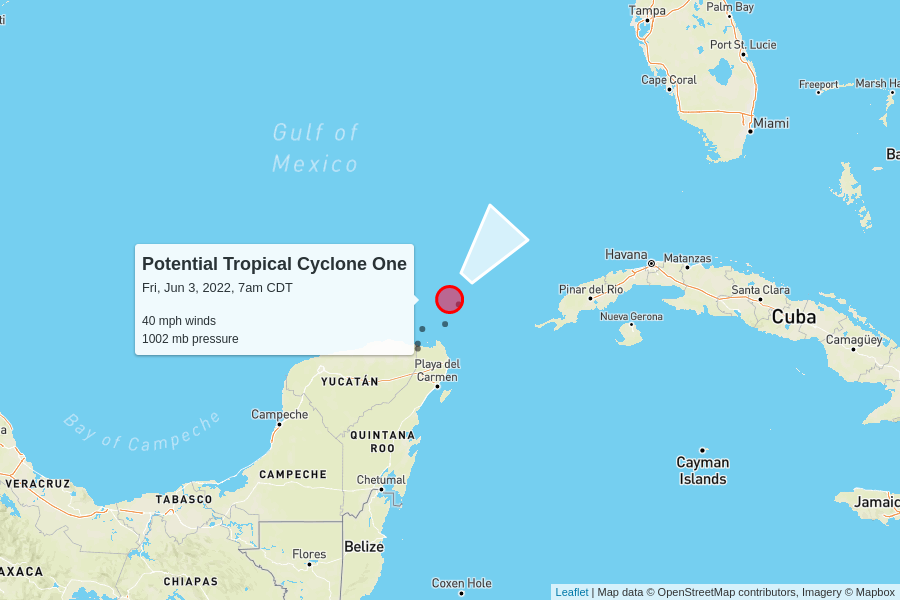 Tampa
Palm Bay
Port St. Lucie
Cape Coral
Freeport
Marsh Ha
Miami
Ba
Gulf of
Mexico
Potential Tropical Cyclone One
Fri, Jun 3, 2022, 7am CDT
40 mph winds
1002 mb pressure
Havana
Matanzas
Pinar del Rio
Santa Clara
Nueva Gerona
Cuba
Camagüey
Playa del
Carmen
YUCATÁN
Campeche
Bay of Campeche
QUINTANA
ROO
Cayman
Islands
CAMPECHE
Chetumal
VERACRUZ
TABASCO
Jamaic
Belize
Flores
AXACA
CHIAPAS
Coxen Hole
Leaflet | Map data © OpenStreetMap contributors, Imagery © Mapbox